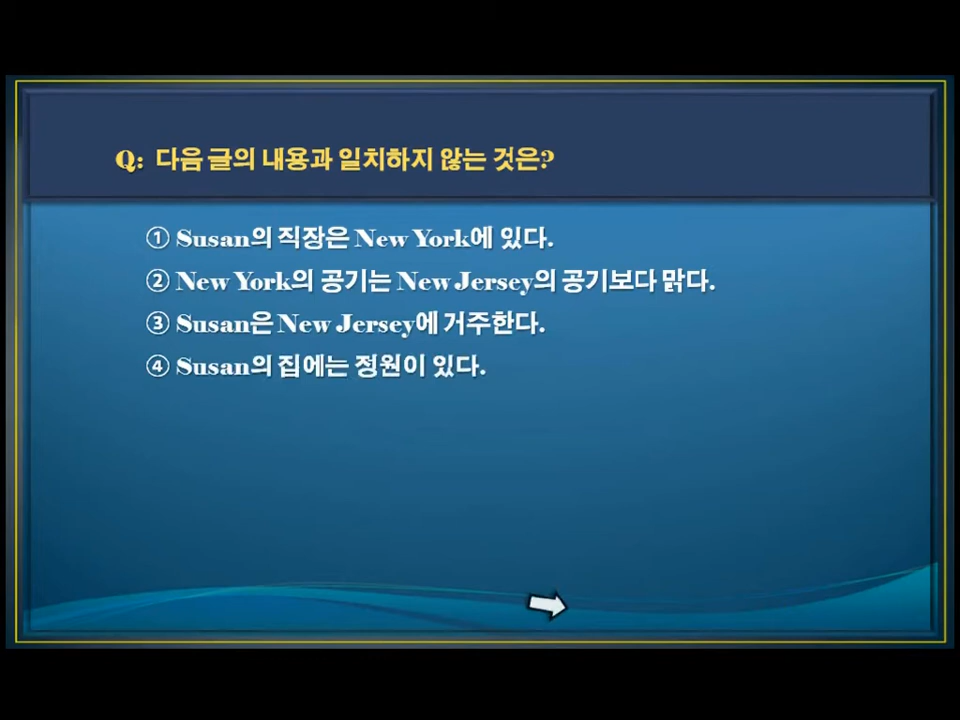 Q: 다음 글의 내용과 일치하지 않는 것은?
① Susan의 직장은 New York에 있다.
② New York의 공기는 New Jersey의 공기보다 맑다.
③ Susan은 New Jersey에 거주한다.
④ Susan의 집에는 정원이 있다.